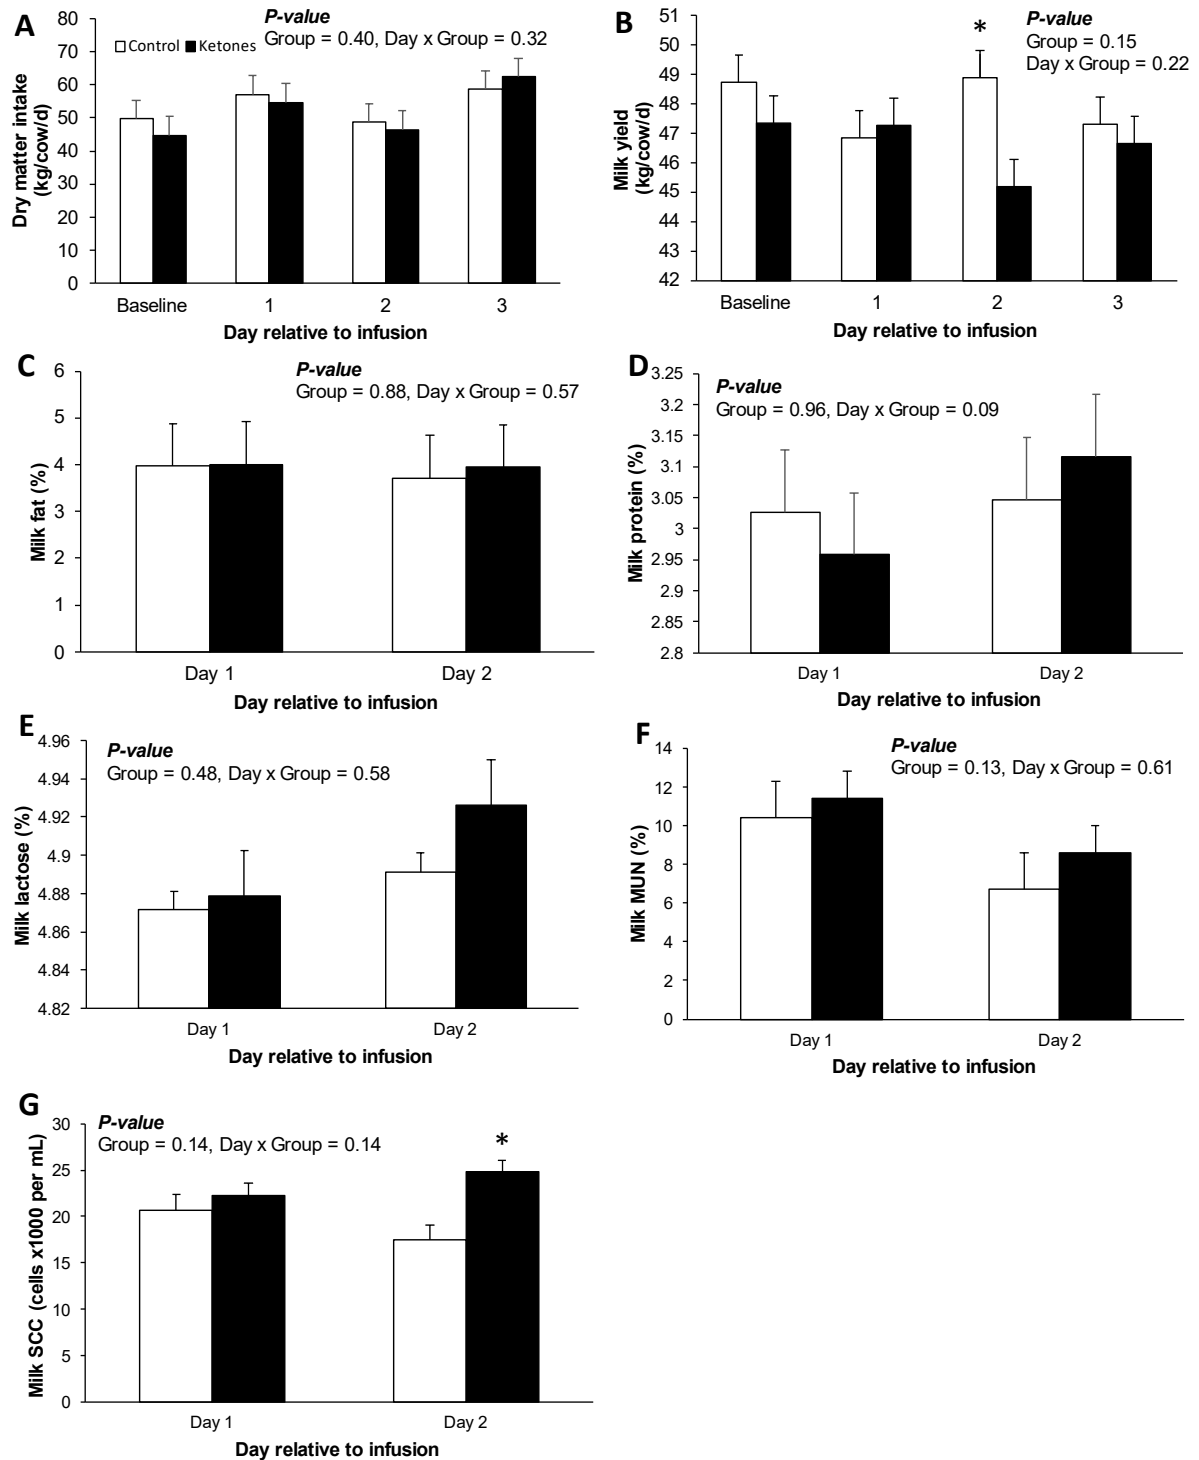 A
P-value
Group = 0.40, Day x Group = 0.32
Control Ketones
80
70
60
50
40
30
20
10
0
Dry matter intake
(kg/cow/d)
Baseline 1 2 3
Day relative to infusion
B
P-value
Group = 0.15
Day x Group = 0.22
*
51
50
49
48
47
46
45
44
43
42
Milk yield
(kg/cow/d)
Baseline 1 2 3
Day relative to infusion
C
P-value
Group = 0.88, Day x Group = 0.57
6
5
4
3
2
1
0
Milk fat (%)
Day 1 Day 2
Day relative to infusion
D
P-value
Group = 0.96, Day x Group = 0.09
3.25
3.2
3.15
3.1
3.05
3
2.95
2.9
2.85
2.8
Milk protein (%)
Day 1 Day 2
Day relative to infusion
E
P-value
Group = 0.48, Day x Group = 0.58
4.96
4.94
4.92
4.9
4.88
4.86
4.84
4.82
Milk lactose (%)
Day 1 Day 2
Day relative to infusion
F
P-value
Group = 0.13, Day x Group = 0.61
14
12
10
8
6
4
2
0
Milk MUN (%)
Day 1 Day 2
Day relative to infusion
G
P-value
Group = 0.14, Day x Group = 0.14
*
30
25
20
15
10
5
0
Milk SCC (cells x1000 per mL)
Day 1 Day 2
Day relative to infusion